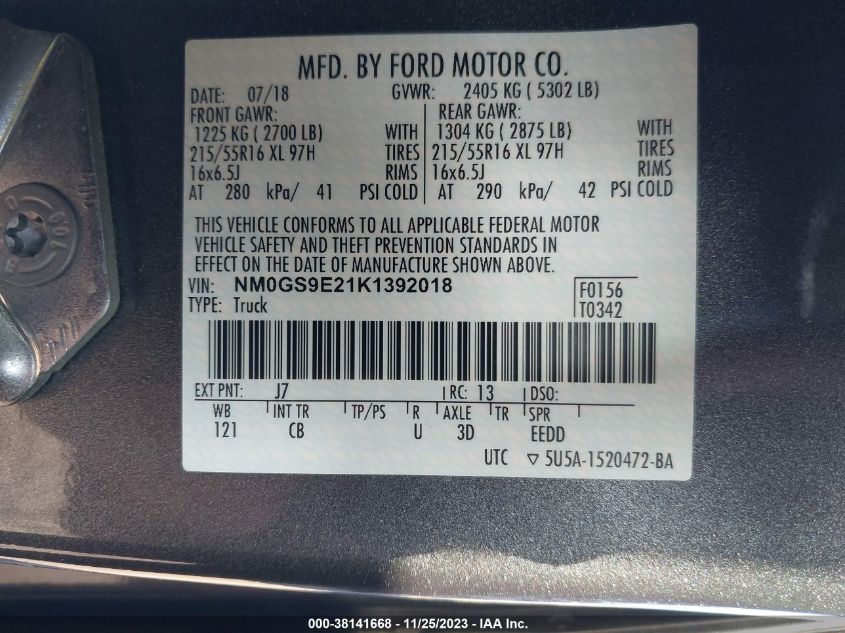 MFD. BY FORD MOTOR CO.
DATE: 07/18 GVWR: 2405 KG ( 5302 LB)
FRONT GAWR: REAR GAWR:
1225 KG ( 2700 LB) WITH 1304 KG ( 2875 LB) WITH
215/55R16 XL 97H TIRES 215/55R16 XL 97H TIRES
16x6.5J RIMS 16x6.5J RIMS
AT 280 kPa/ 41 PSI COLD AT 290 kPa/ 42 PSI COLD
THIS VEHICLE CONFORMS TO ALL APPLICABLE FEDERAL MOTOR
VEHICLE SAFETY AND THEFT PREVENTION STANDARDS IN
EFFECT ON THE DATE OF MANUFACTURE SHOWN ABOVE.
VIN: NM0GS9E21K1392018 F0156
TYPE: Truck T0342
EXT PNT: J7 RC: 13 DSO:
WB INT TR TP/PS R AXLE TR SPR
121 CB U 3D EEDD
UTC ▽ 5U5A-1520472-BA
000-38141668 - 11/25/2023 - IAA Inc.